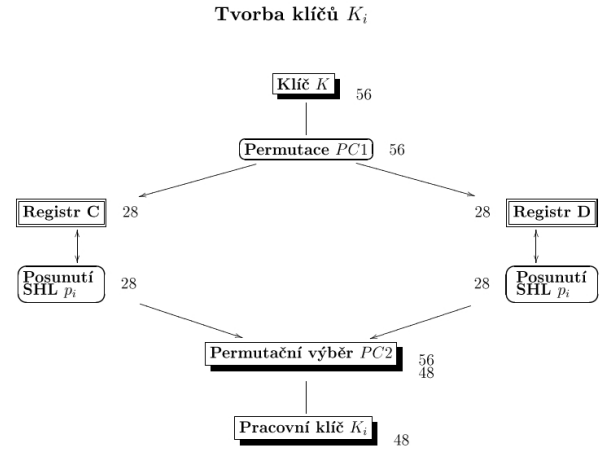 Tvorba klíčů K_i
Klíč K
56
Permutace PC1 56
Registr C 28
28 Registr D
Posunutí
SHL p_i
28
28
Posunutí
SHL p_i
Permutační výběr PC2
56
48
Pracovní klíč K_i
48